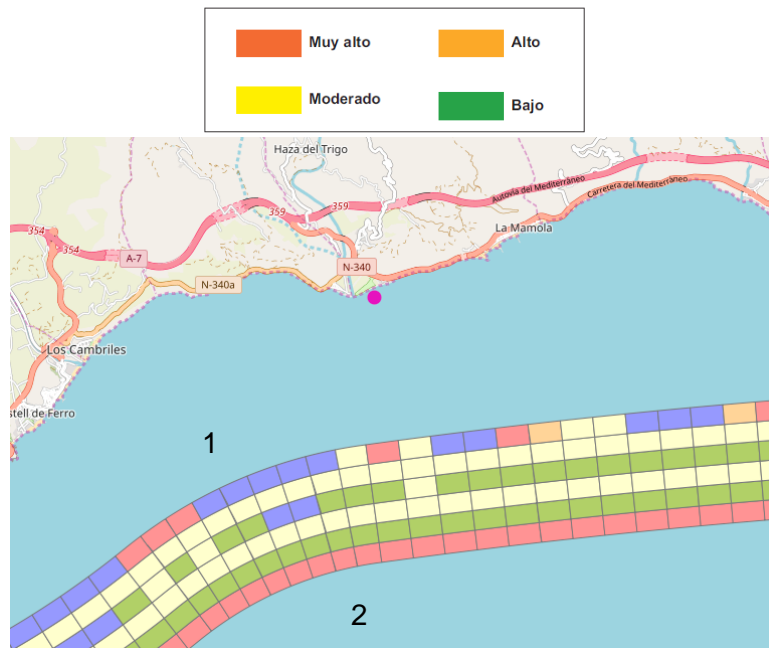 Muy alto
Alto
Moderado
Bajo
Haza del Trigo
359
359
Autovía del Mediterráneo
Carretera del Mediterráneo
354
354
La Mamola
A-7
N-340
N-340a
Los Cambriles
stell de Ferro
1
2